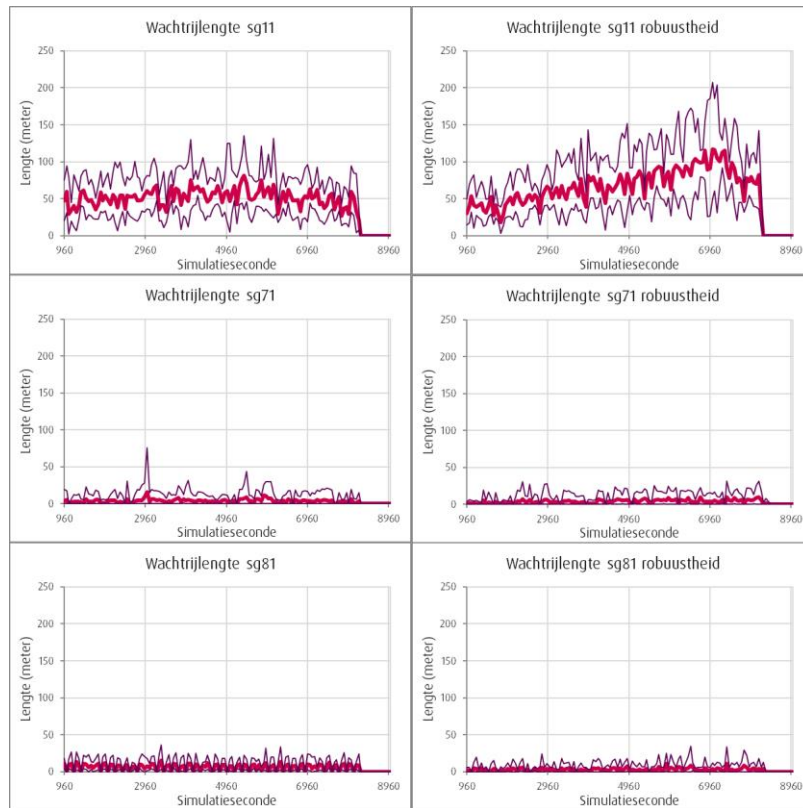 Wachtrijlengte sg11
Lengte (meter)
250
200
150
100
50
0
960 2960 4960 6960 8960
Simulatieseconde
Wachtrijlengte sg11 robuustheid
Lengte (meter)
250
200
150
100
50
0
960 2960 4960 6960 8960
Simulatieseconde
Wachtrijlengte sg71
Lengte (meter)
250
200
150
100
50
0
960 2960 4960 6960 8960
Simulatieseconde
Wachtrijlengte sg71 robuustheid
Lengte (meter)
250
200
150
100
50
0
960 2960 4960 6960 8960
Simulatieseconde
Wachtrijlengte sg81
Lengte (meter)
250
200
150
100
50
0
960 2960 4960 6960 8960
Simulatieseconde
Wachtrijlengte sg81 robuustheid
Lengte (meter)
250
200
150
100
50
0
960 2960 4960 6960 8960
Simulatieseconde